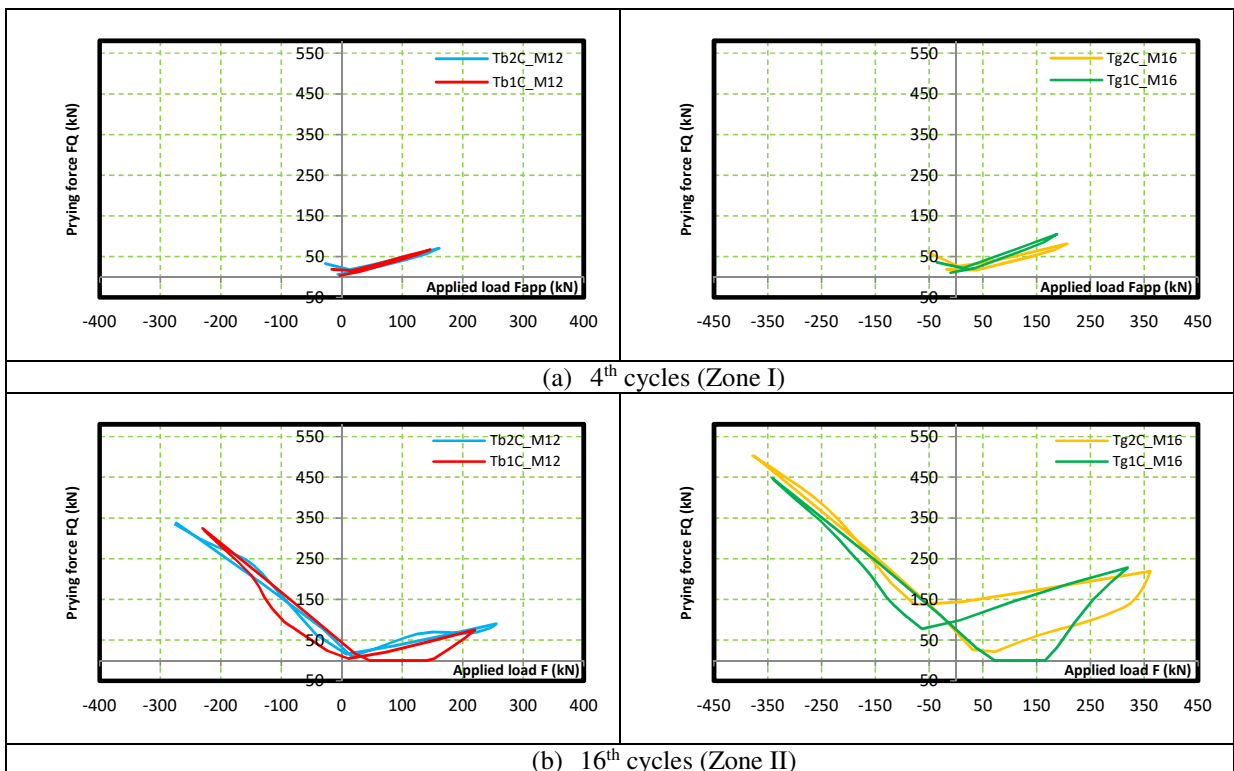 550
450
350
250
150
50
50
-400 -300 -200 -100 0 100 200 300 400
Prying force FQ (kN)
Applied load Fapp (kN)
Tb2C_M12
Tb1C_M12
550
450
350
250
150
50
50
-450 -350 -250 -150 -50 50 150 250 350 450
Prying force FQ (kN)
Applied load Fapp (kN)
Tg2C_M16
Tg1C_M16
(a) 4th cycles (Zone I)
550
450
350
250
150
50
50
-400 -300 -200 -100 0 100 200 300 400
Prying force FQ (kN)
Applied load F (kN)
Tb2C_M12
Tb1C_M12
550
450
350
250
150
50
50
-450 -350 -250 -150 -50 50 150 250 350 450
Prying force FQ (kN)
Applied load F (kN)
Tg2C_M16
Tg1C_M16
(b) 16th cycles (Zone II)